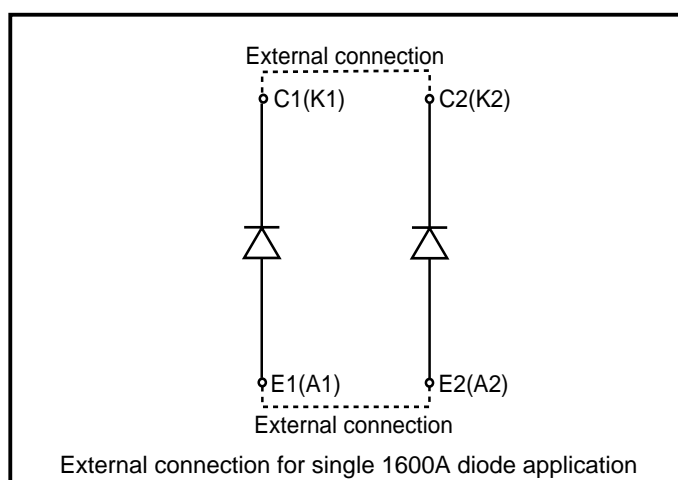 External connection
C1(K1) C2(K2)
E1(A1) E2(A2)
External connection
External connection for single 1600A diode application